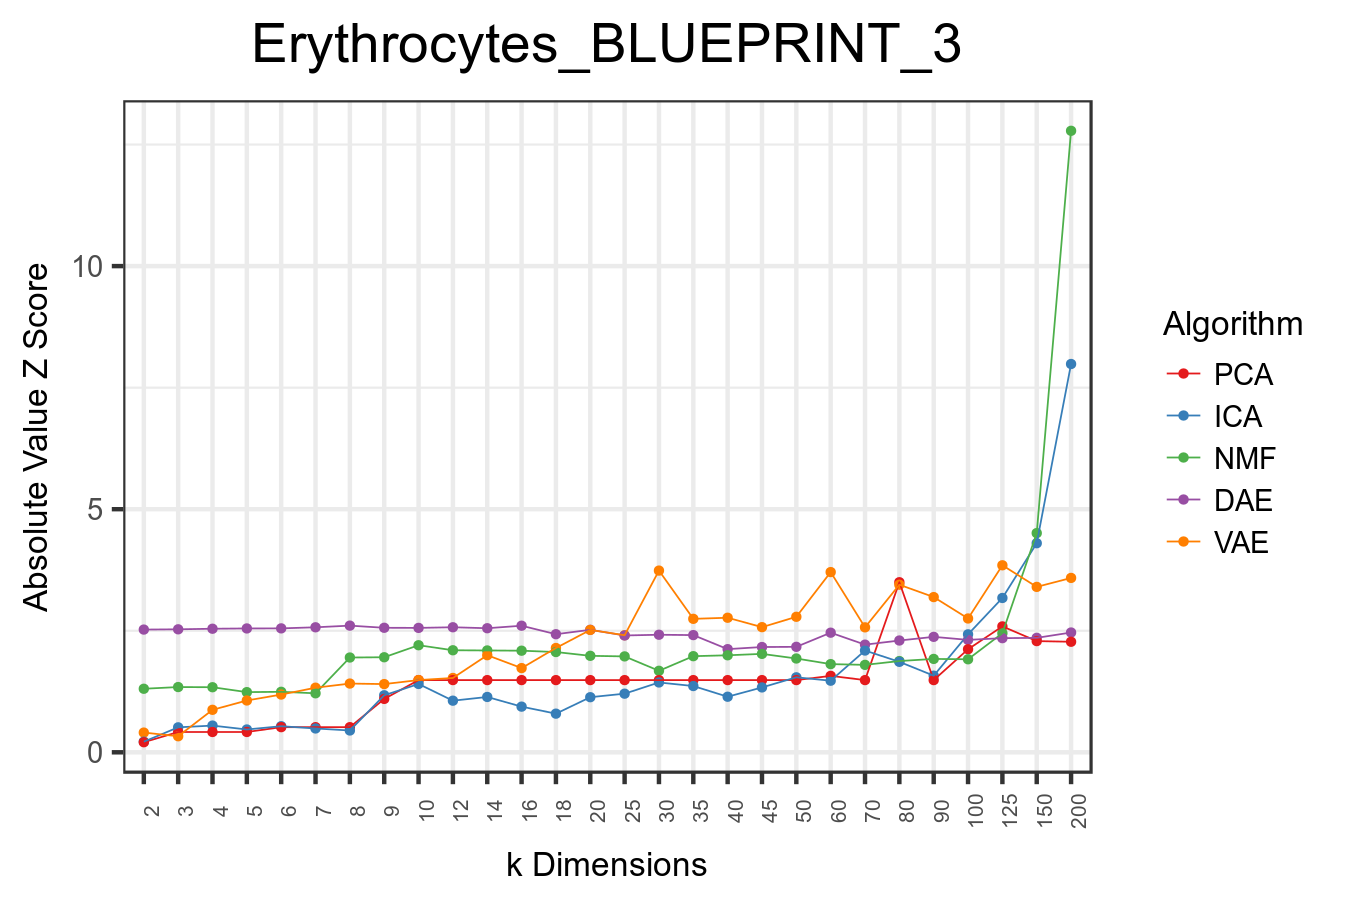 Erythrocytes_BLUEPRINT_3
Absolute Value Z Score
10
5
0
2 3 4 5 6 7 8 9 10 12 14 16 18 20 25 30 35 40 45 50 60 70 80 90 100 125 150 200
k Dimensions
Algorithm
PCA
ICA
NMF
DAE
VAE